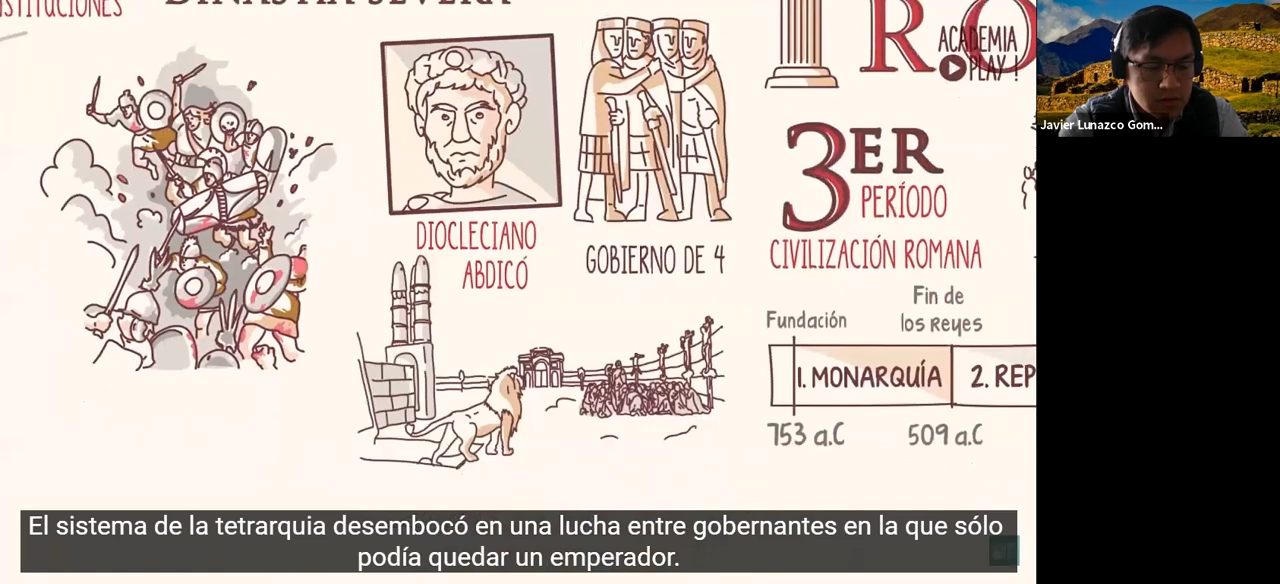 DINASTÍA SEVERA
DIOCLECIANO
ABDICÓ
GOBIERNO DE 4
ACADEMIA
PLAY !
3ER
PERÍODO
CIVILIZACIÓN ROMANA
Fundación
Fin de
los Reyes
1. MONARQUÍA
2. REP
753 a.C
509 a.C
El sistema de la tetrarquia desembocó en una lucha entre gobernantes en la que sólo
podía quedar un emperador.
Javier Lunazco Gom...